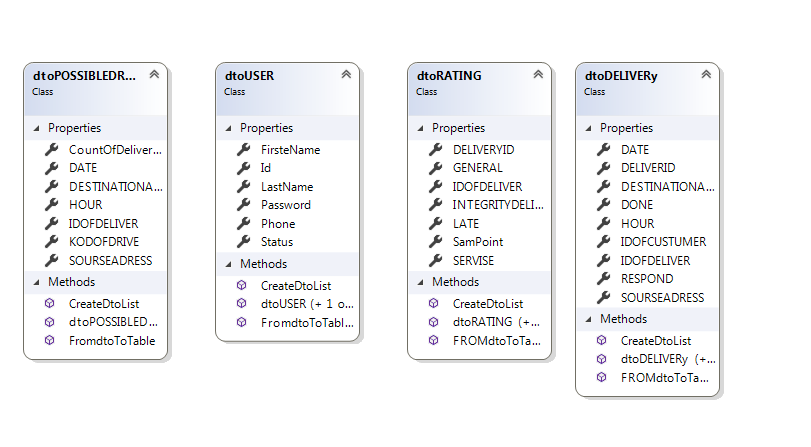 dtoPOSSIBLEDR...
Class
Properties
CountOfDeliver...
DATE
DESTINATIONA...
HOUR
IDOFDELIVER
KODOFDRIVE
SOURSEADRESS
Methods
CreateDtoList
dtoPOSSIBLED...
FromdtoToTable
dtoUSER
Class
Properties
FirsteName
Id
LastName
Password
Phone
Status
Methods
CreateDtoList
dtoUSER (+ 1 o...
FromdtoToTabl...
dtoRATING
Class
Properties
DELIVERYID
GENERAL
IDOFDELIVER
INTEGRITYDELI...
LATE
SamPoint
SERVISE
Methods
CreateDtoList
dtoRATING (+...
FROMdtoToTa...
dtoDELIVERy
Class
Properties
DATE
DELIVERID
DESTINATIONA...
DONE
HOUR
IDOFCUSTUMER
IDOFDELIVER
RESPOND
SOURSEADRESS
Methods
CreateDtoList
dtoDELIVERy (+...
FROMdtoToTa...